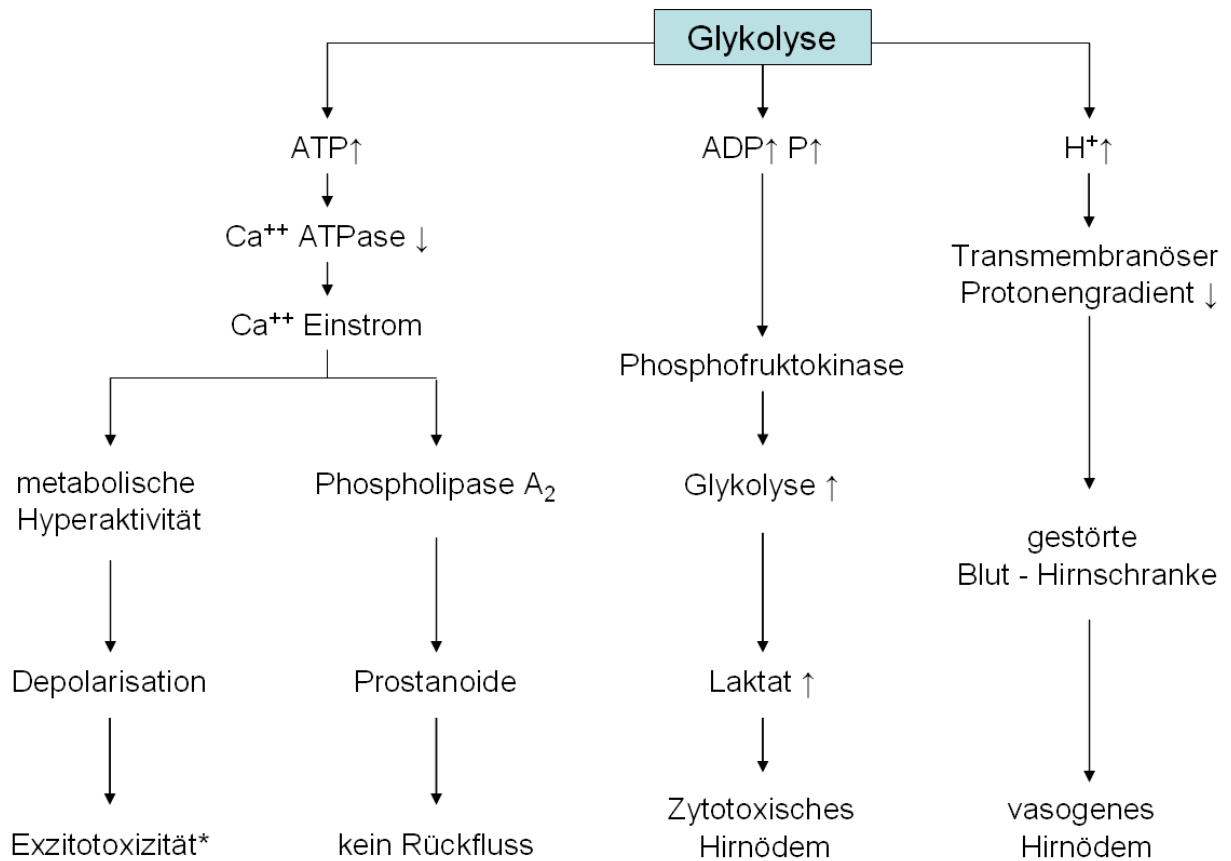 Glykolyse
ATP↑
Ca⁺⁺ ATPase ↓
Ca⁺⁺ Einstrom
metabolische
Hyperaktivität
Depolarisation
Exzitotoxizität*
Phospholipase A₂
Prostanoide
kein Rückfluss
ADP↑ P↑
Phosphofruktokinase
Glykolyse ↑
Laktat ↑
Zytotoxisches
Hirnödem
H⁺↑
Transmembranöser
Protonengradient ↓
gestörte
Blut - Hirnschranke
vasogenes
Hirnödem